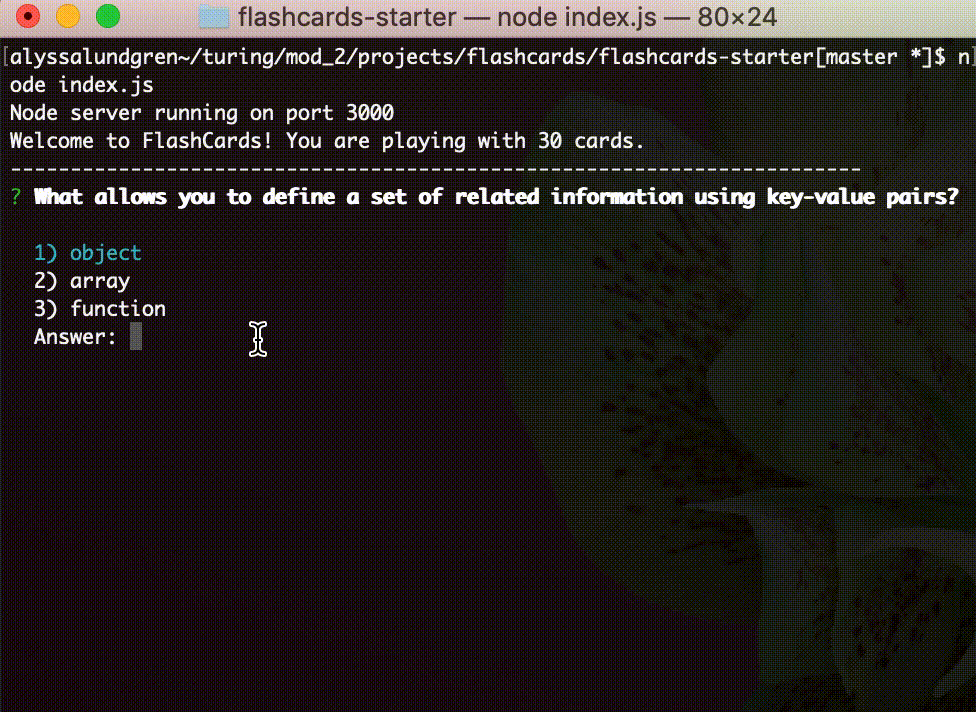 flashcards-starter — node index.js — 80×24
[alyssalundgren~/turing/mod_2/projects/flashcards/flashcards-starter[master *]$ n]
ode index.js
Node server running on port 3000
Welcome to FlashCards! You are playing with 30 cards.
-----------------------------------------------------------------------
? What allows you to define a set of related information using key-value pairs?
1) object
2) array
3) function
Answer: